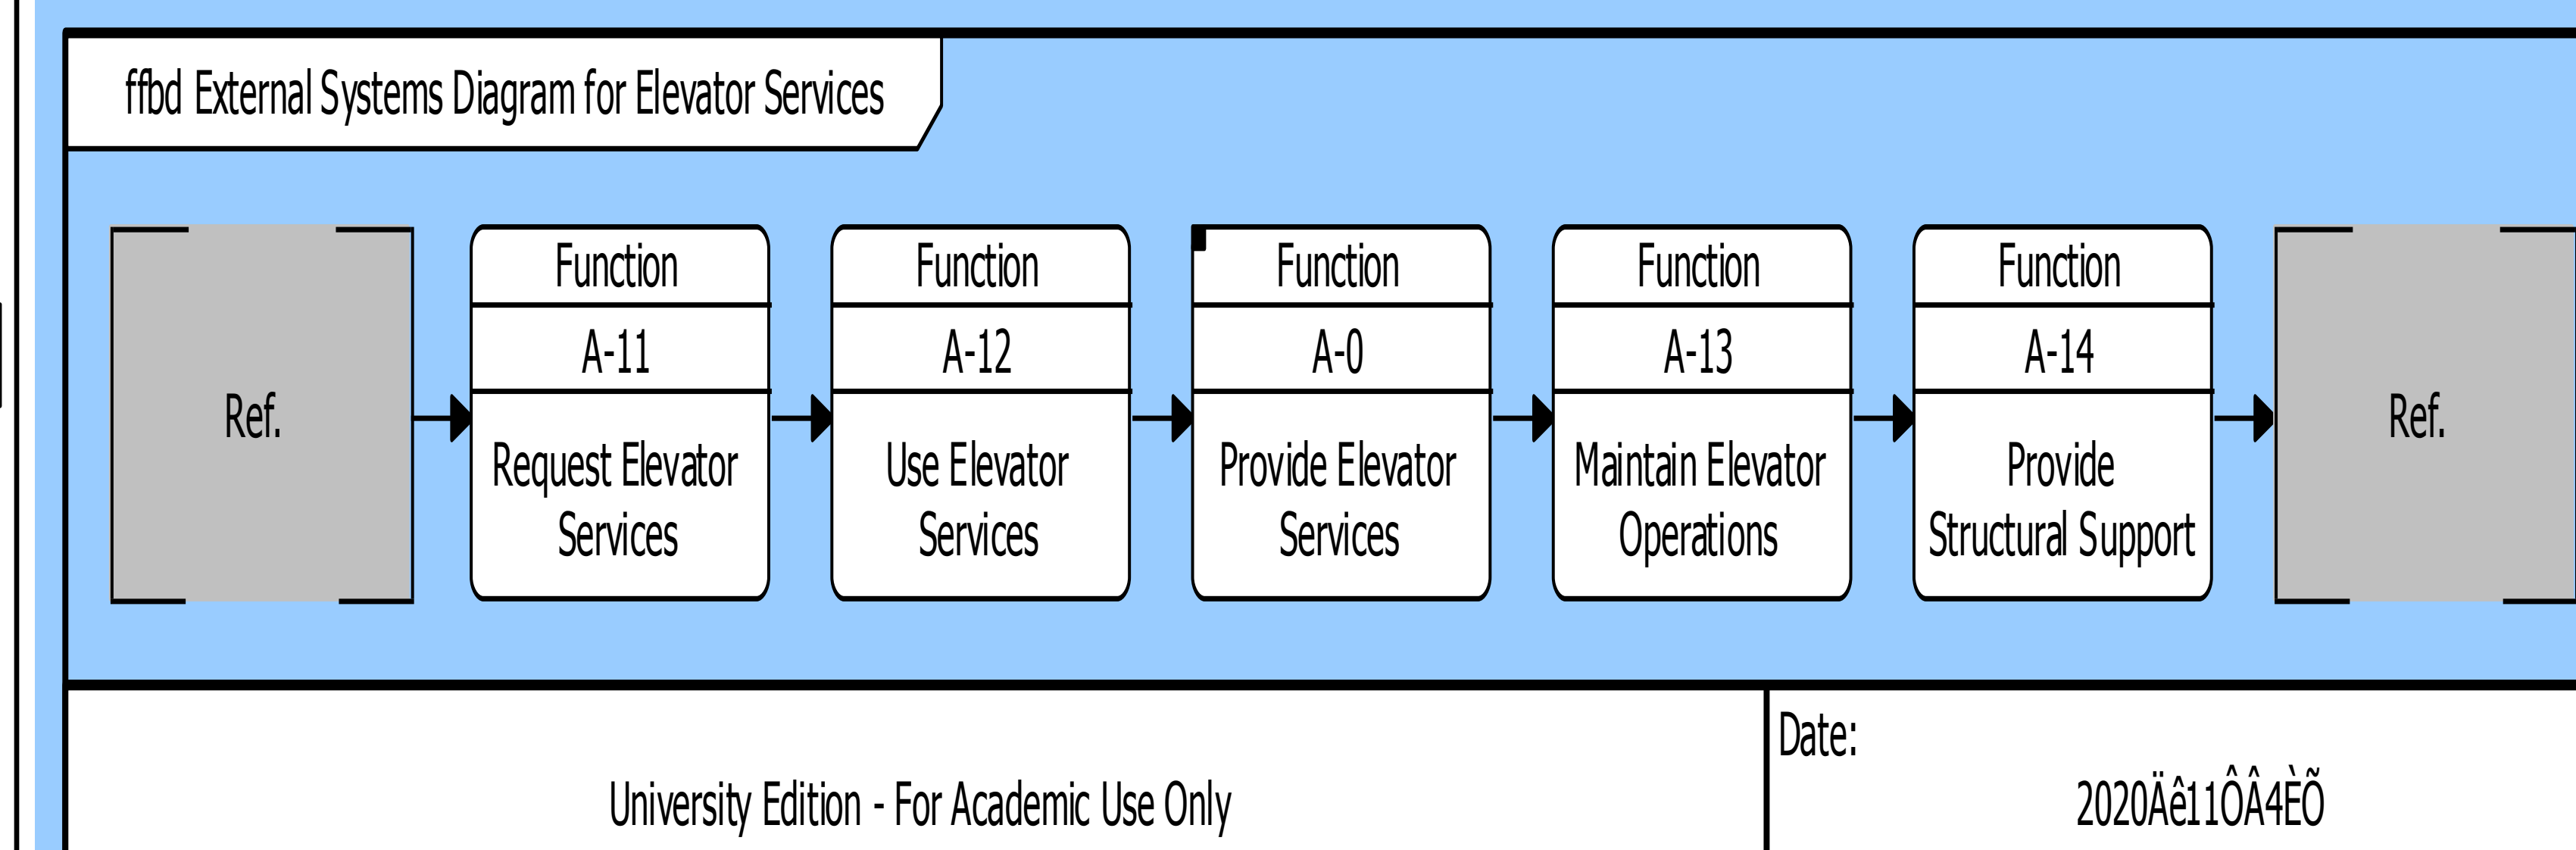 ffbd External Systems Diagram for Elevator Services
Ref.
Function
A-11
Request Elevator
Services
Function
A-12
Use Elevator
Services
Function
A-0
Provide Elevator
Services
Function
A-13
Maintain Elevator
Operations
Function
A-14
Provide
Structural Support
Ref.
University Edition - For Academic Use Only
Date:
2020Äê11ÔÂ4ÈÕ